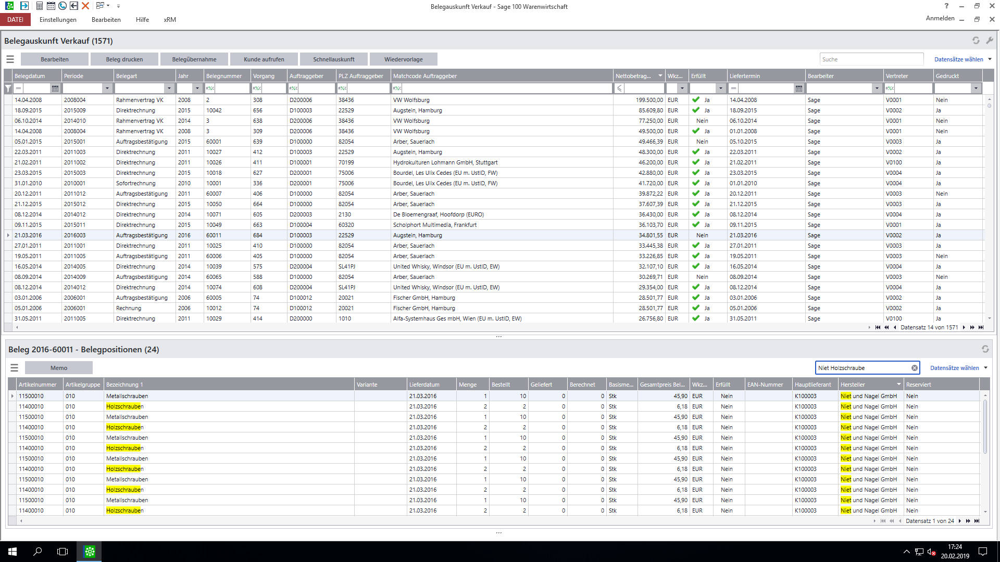 Belegauskunft Verkauf - Sage 100 Warenwirtschaft
DATEI Einstellungen Bearbeiten Hilfe xRM Anmelden
Belegauskunft Verkauf (1571)
Bearbeiten Beleg drucken Belegübernahme Kunde aufrufen Schnellauskunft Wiedervorlage Suche Datensätze wählen
Belegdatum Periode Belegart Jahr Belegnummer Vorgang Auftraggeber PLZ Auftraggeber Matchcode Auftraggeber Nettobetrag... Wkz... Erfüllt Liefertermin Bearbeiter Vertreter Gedruckt
14.04.2008 2008004 Rahmenvertrag VK 2008 2 308 D200006 38436 VW Wolfsburg 199.500,00 EUR Ja 14.04.2008 Sage V0001 Nein
18.09.2015 2015009 Direktrechnung 2015 10042 656 D100003 22529 Augstein, Hamburg 85.609,80 EUR Ja 18.09.2015 Sage V0002 Ja
06.10.2014 2014010 Rahmenvertrag VK 2014 3 638 D200006 38436 VW Wolfsburg 77.250,00 EUR Nein 06.10.2014 Sage V0001 Nein
14.04.2008 2008004 Rahmenvertrag VK 2008 3 309 D200006 38436 VW Wolfsburg 49.500,00 EUR Ja 01.01.2008 Sage V0001 Nein
05.01.2015 2015001 Auftragsbestätigung 2015 60001 639 D100000 82054 Arber, Sauerlach 49.466,39 EUR Nein 05.10.2015 Sage V0003 Ja
22.03.2011 2011003 Direktrechnung 2011 10027 412 D100003 22529 Augstein, Hamburg 48.300,00 EUR Ja 22.03.2011 Sage V0002 Ja
21.02.2011 2011002 Direktrechnung 2011 10026 411 D100001 70199 Hydrokulturen Lohmann GmbH, Stuttgart 46.200,00 EUR Ja 21.02.2011 Sage V0100 Ja
23.03.2015 2015003 Direktrechnung 2015 10018 627 D200001 75006 Bourdel, Les Ulix Cedes (EU m. UstID, FW) 42.880,00 EUR Ja 23.03.2015 Sage V0004 Ja
31.01.2010 2010001 Sofortrechnung 2010 10001 336 D200001 75006 Bourdel, Les Ulix Cedes (EU m. UstID, FW) 41.720,00 EUR Ja 01.01.2010 Sage V0004 Ja
20.12.2011 2011012 Auftragsbestätigung 2011 60007 406 D100000 82054 Arber, Sauerlach 39.872,22 EUR Ja 20.12.2011 Sage V0003 Nein
21.12.2015 2015012 Direktrechnung 2015 10050 664 D100000 82054 Arber, Sauerlach 37.607,39 EUR Ja 21.12.2015 Sage V0003 Ja
08.12.2014 2014012 Direktrechnung 2014 10071 605 D200003 2130 De Bloemengraaf, Hoofdorp (EURO) 36.430,00 EUR Ja 08.12.2014 Sage V0004 Ja
09.11.2015 2015011 Direktrechnung 2015 10049 663 D100004 60320 Scholphort Multimedia, Frankfurt 36.103,70 EUR Ja 09.11.2015 Sage V0001 Ja
21.03.2016 2016003 Auftragsbestätigung 2016 60011 684 D100003 22529 Augstein, Hamburg 34.801,55 EUR Nein 21.03.2016 Sage V0002 Ja
27.01.2011 2011001 Direktrechnung 2011 10025 410 D100000 82054 Arber, Sauerlach 33.445,38 EUR Ja 27.01.2011 Sage V0003 Ja
19.05.2011 2011005 Auftragsbestätigung 2011 60006 405 D100000 82054 Arber, Sauerlach 33.226,85 EUR Ja 19.05.2011 Sage V0003 Nein
16.05.2014 2014005 Direktrechnung 2014 10039 575 D200004 SL41PJ United Whisky, Windsor (EU m. UstID, EW) 32.107,10 EUR Ja 16.05.2014 Sage V0004 Ja
08.09.2014 2014009 Auftragsbestätigung 2014 60065 588 D100000 82054 Arber, Sauerlach 30.269,71 EUR Nein 08.09.2014 Sage V0003 Nein
08.12.2014 2014012 Direktrechnung 2014 10074 608 D200004 SL41PJ United Whisky, Windsor (EU m. UstID, EW) 29.354,00 EUR Ja 08.12.2014 Sage V0004 Ja
03.01.2006 2006001 Auftragsbestätigung 2006 60005 74 D100012 20021 Fischer GmbH, Hamburg 28.501,77 EUR Ja 03.01.2006 Sage V0002 Ja
05.01.2006 2006001 Rechnung 2006 10012 74 D100012 20021 Fischer GmbH, Hamburg 28.501,77 EUR Ja 05.01.2006 Sage V0002 Ja
31.05.2011 2011005 Direktrechnung 2011 10029 414 D200000 1010 Alfa-Systemhaus Ges mbH, Wien (EU m. UstID, EW) 26.756,80 EUR Ja 31.05.2011 Sage V0100 Ja
Datensatz 14 von 1571
Beleg 2016-60011 - Belegpositionen (24)
Memo Niet Holzschraube Datensätze wählen
Artikelnummer Artikelgruppe Bezeichnung 1 Variante Lieferdatum Menge Bestellt Geliefert Berechnet Basisme... Gesamtpreis Bel... Wkz... Erfüllt EAN-Nummer Hauptlieferant Hersteller Reserviert
11500010 010 Metallschrauben 21.03.2016 1 10 0 0 Stk 45,90 EUR Nein K100003 Niet und Nagel GmbH Nein
11400010 010 Holzschrauben 21.03.2016 2 2 0 0 Stk 6,18 EUR Nein K100003 Niet und Nagel GmbH Nein
11500010 010 Metallschrauben 21.03.2016 1 10 0 0 Stk 45,90 EUR Nein K100003 Niet und Nagel GmbH Nein
11400010 010 Holzschrauben 21.03.2016 2 2 0 0 Stk 6,18 EUR Nein K100003 Niet und Nagel GmbH Nein
11500010 010 Metallschrauben 21.03.2016 1 10 0 0 Stk 45,90 EUR Nein K100003 Niet und Nagel GmbH Nein
11400010 010 Holzschrauben 21.03.2016 2 2 0 0 Stk 6,18 EUR Nein K100003 Niet und Nagel GmbH Nein
11500010 010 Metallschrauben 21.03.2016 1 10 0 0 Stk 45,90 EUR Nein K100003 Niet und Nagel GmbH Nein
11400010 010 Holzschrauben 21.03.2016 2 2 0 0 Stk 6,18 EUR Nein K100003 Niet und Nagel GmbH Nein
11500010 010 Metallschrauben 21.03.2016 1 10 0 0 Stk 45,90 EUR Nein K100003 Niet und Nagel GmbH Nein
11400010 010 Holzschrauben 21.03.2016 2 2 0 0 Stk 6,18 EUR Nein K100003 Niet und Nagel GmbH Nein
11500010 010 Metallschrauben 21.03.2016 1 10 0 0 Stk 45,90 EUR Nein K100003 Niet und Nagel GmbH Nein
11400010 010 Holzschrauben 21.03.2016 2 2 0 0 Stk 6,18 EUR Nein K100003 Niet und Nagel GmbH Nein
Datensatz 1 von 24
17:24
20.02.2019